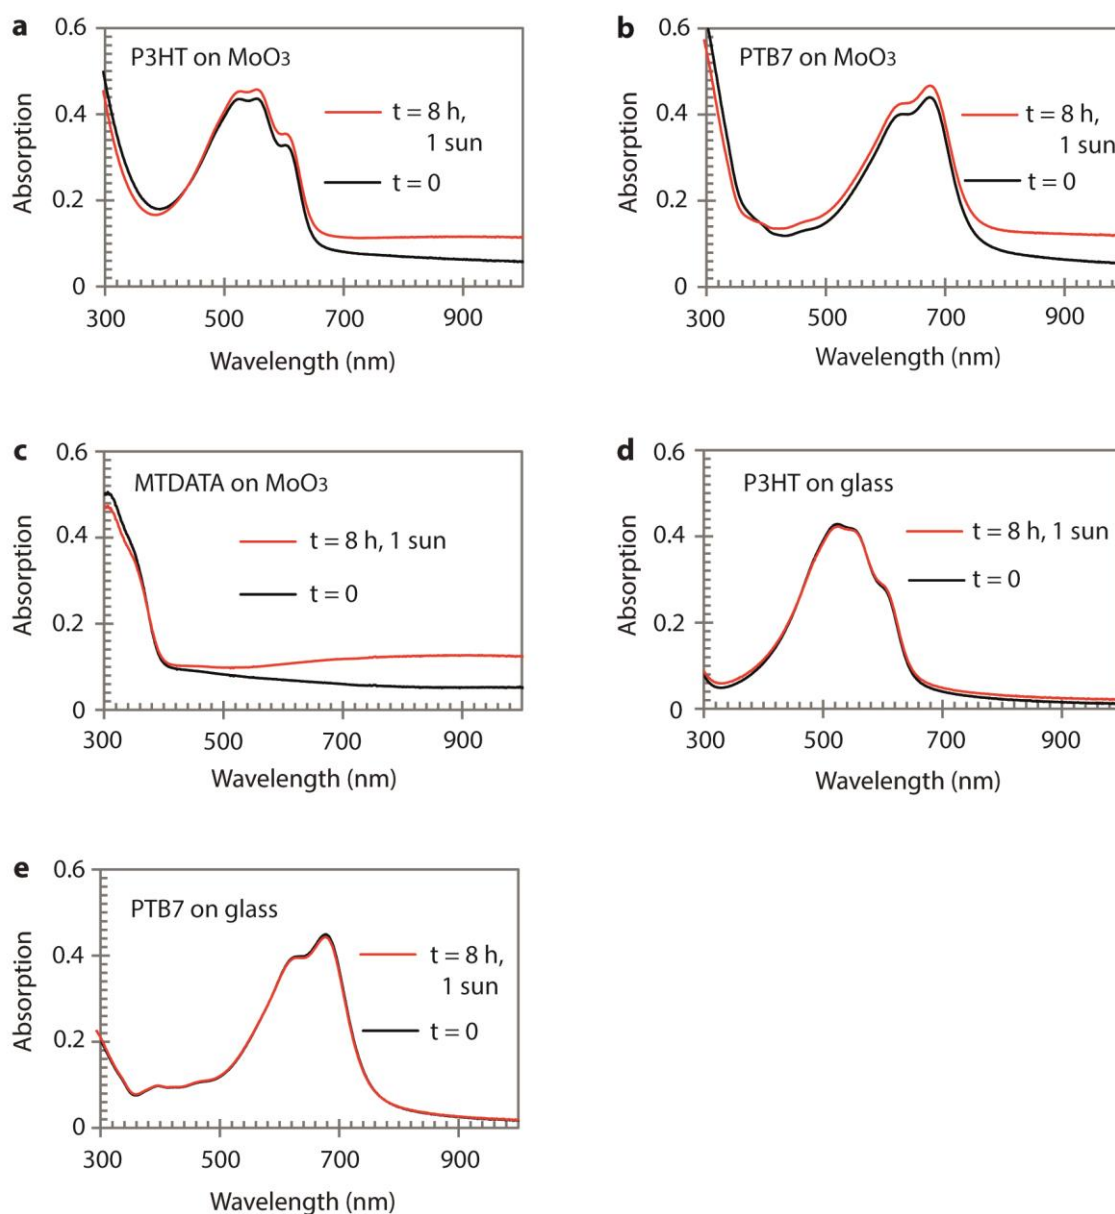 a
0.6
P3HT on MoO3
t = 8 h,
1 sun
t = 0
0.4
0.2
0
Absorption
300 500 700 900
Wavelength (nm)
b
0.6
PTB7 on MoO3
t = 8 h,
1 sun
t = 0
0.4
0.2
0
Absorption
300 500 700 900
Wavelength (nm)
c
0.6
MTDATA on MoO3
t = 8 h, 1 sun
t = 0
0.4
0.2
0
Absorption
300 500 700 900
Wavelength (nm)
d
0.6
P3HT on glass
t = 8 h, 1 sun
t = 0
0.4
0.2
0
Absorption
300 500 700 900
Wavelength (nm)
e
0.6
PTB7 on glass
t = 8 h,
1 sun
t = 0
0.4
0.2
0
Absorption
300 500 700 900
Wavelength (nm)